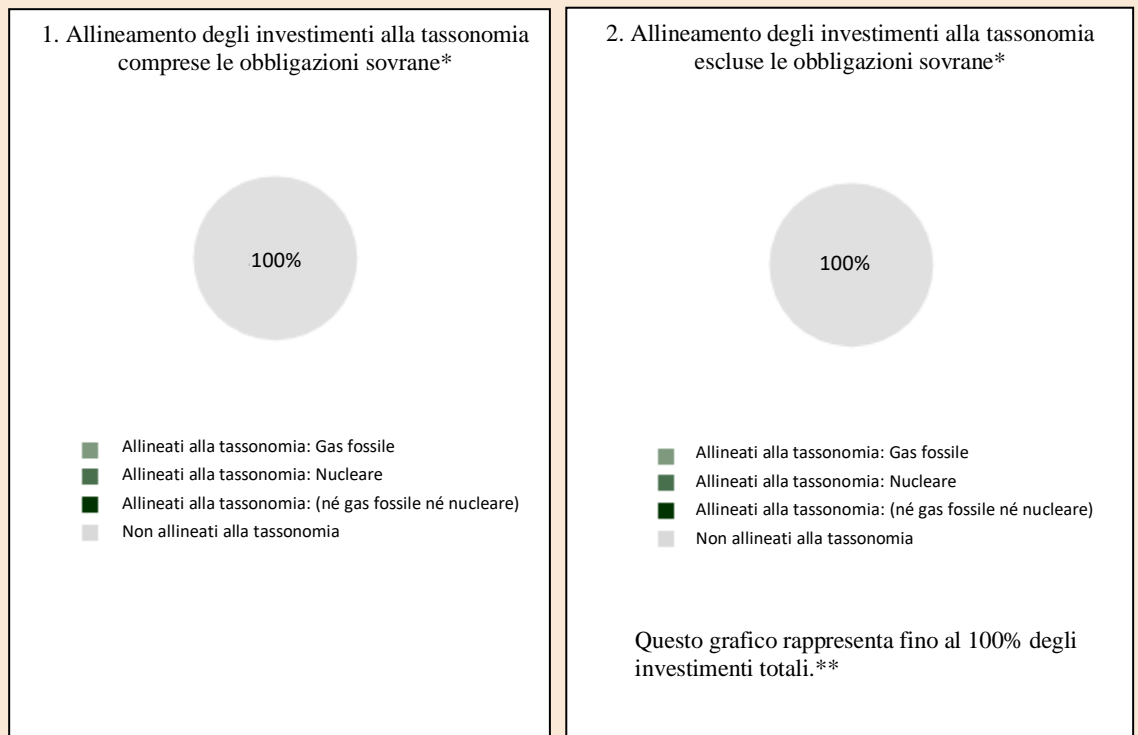 1. Allineamento degli investimenti alla tassonomia
comprese le obbligazioni sovrane*
100%
Allineati alla tassonomia: Gas fossile
Allineati alla tassonomia: Nucleare
Allineati alla tassonomia: (né gas fossile né nucleare)
Non allineati alla tassonomia
2. Allineamento degli investimenti alla tassonomia
escluse le obbligazioni sovrane*
100%
Allineati alla tassonomia: Gas fossile
Allineati alla tassonomia: Nucleare
Allineati alla tassonomia: (né gas fossile né nucleare)
Non allineati alla tassonomia
Questo grafico rappresenta fino al 100% degli
investimenti totali.**